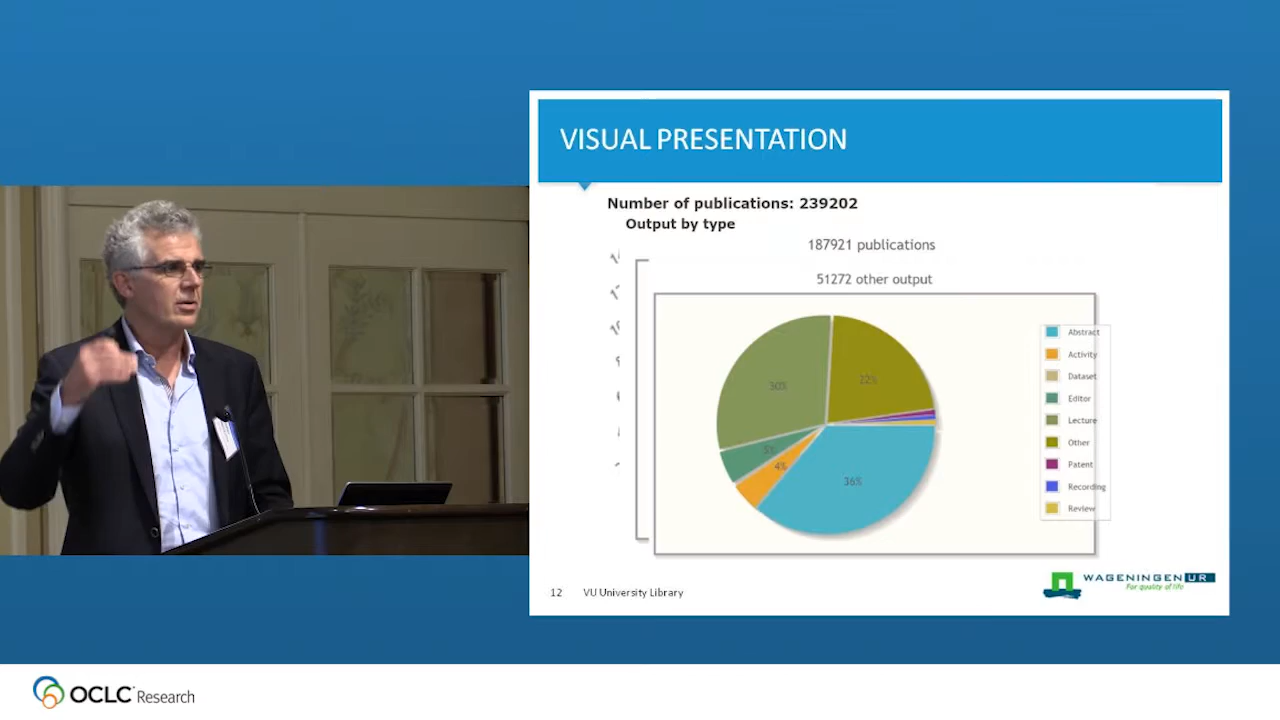 VISUAL PRESENTATION
Number of publications: 239202
Output by type
187921 publications
51272 other output
30%
22%
5%
4%
36%
Abstract
Activity
Dataset
Editor
Lecture
Other
Patent
Recording
Review
12 VU University Library
WAGENINGEN UR
For quality of life
OCLC Research